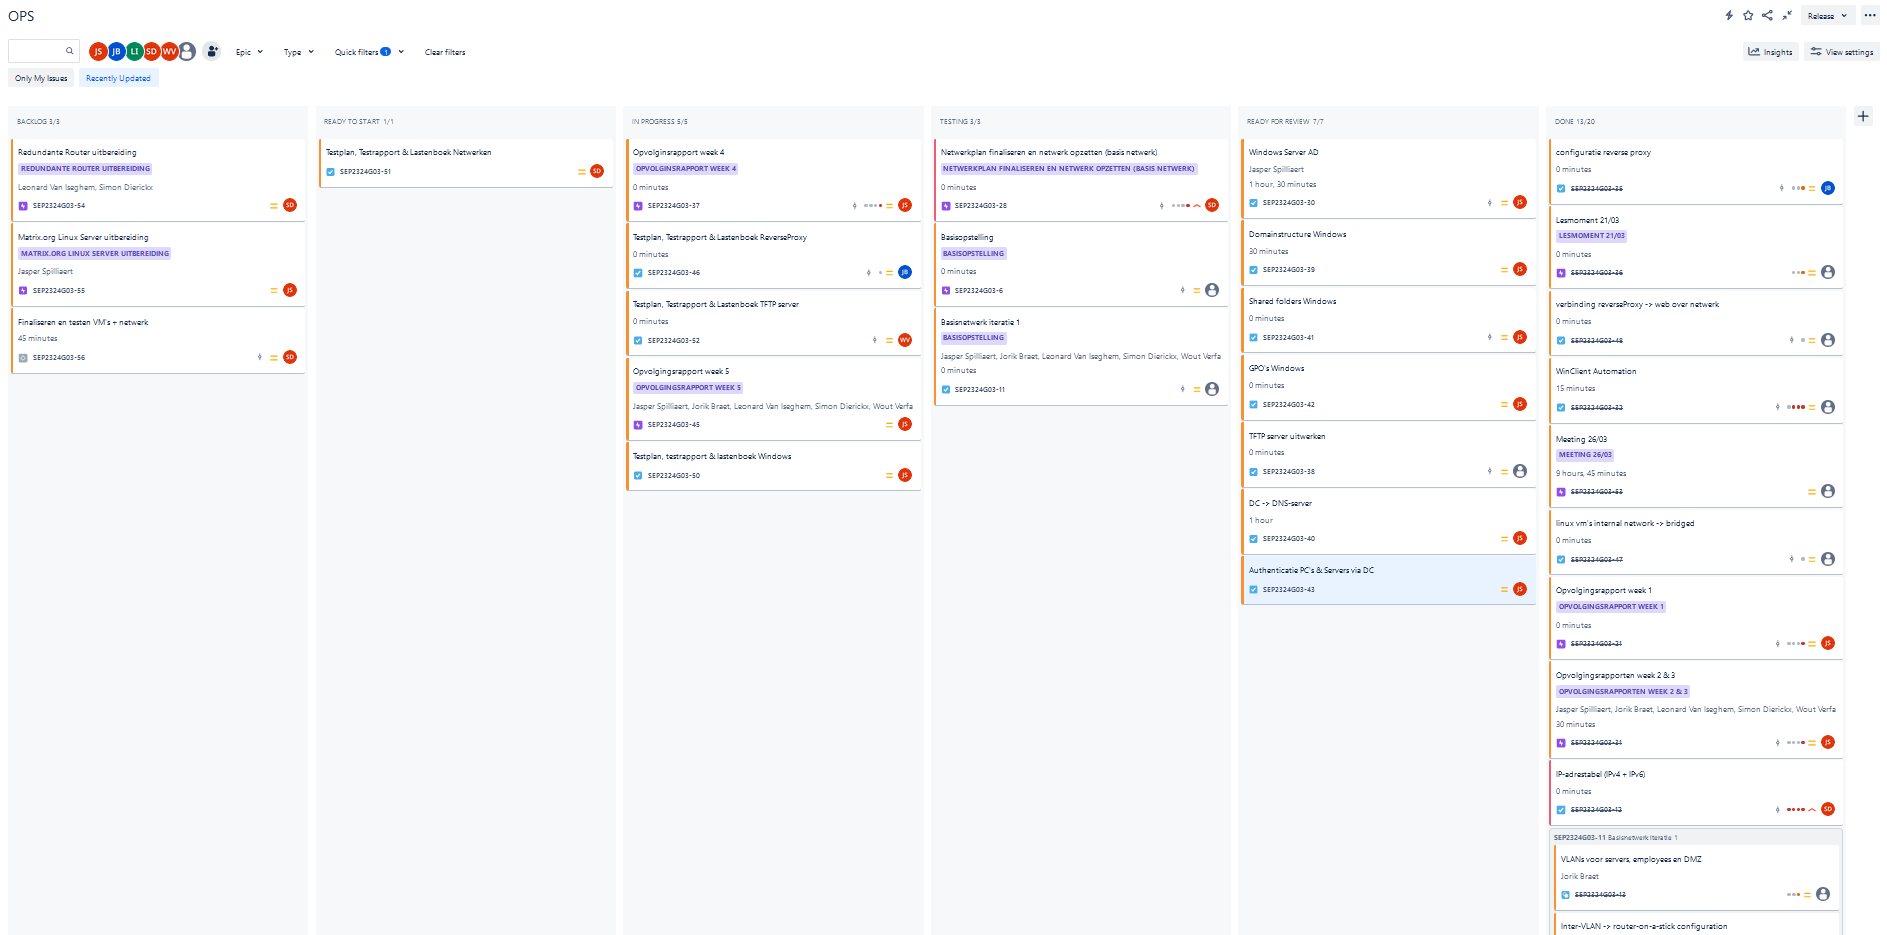 OPS
Release
JS JB LI SD WV
Epic
Type
Quick filters 1
Clear filters
Insights
View settings
Only My Issues
Recently Updated
BACKLOG 3/3
Redundante Router uitbereiding
REDUNDANTE ROUTER UITBEREIDING
Leonard Van Iseghem, Simon Dierickx
SEP2324G03-54
SD
Matrix.org Linux Server uitbereiding
MATRIX.ORG LINUX SERVER UITBEREIDING
Jasper Spilliaert
SEP2324G03-55
JS
Finaliseren en testen VM's + netwerk
45 minutes
SEP2324G03-56
SD
READY TO START 1/1
Testplan, Testrapport & Lastenboek Netwerken
SEP2324G03-51
SD
IN PROGRESS 5/5
Opvolginsrapport week 4
OPVOLGINSRAPPORT WEEK 4
0 minutes
SEP2324G03-37
JS
Testplan, Testrapport & Lastenboek ReverseProxy
0 minutes
SEP2324G03-46
JB
Testplan, Testrapport & Lastenboek TFTP server
0 minutes
SEP2324G03-52
WV
Opvolgingsrapport week 5
OPVOLGINGSRAPPORT WEEK 5
Jasper Spilliaert, Jorik Braet, Leonard Van Iseghem, Simon Dierickx, Wout Verfa
SEP2324G03-45
JS
Testplan, testrapport & lastenboek Windows
SEP2324G03-50
JS
TESTING 3/3
Netwerkplan finaliseren en netwerk opzetten (basis netwerk)
NETWERKPLAN FINALISEREN EN NETWERK OPZETTEN (BASIS NETWERK)
0 minutes
SEP2324G03-28
SD
Basisopstelling
BASISOPSTELLING
0 minutes
SEP2324G03-6
Basisnetwerk iteratie 1
BASISOPSTELLING
Jasper Spilliaert, Jorik Braet, Leonard Van Iseghem, Simon Dierickx, Wout Verfa
0 minutes
SEP2324G03-11
READY FOR REVIEW 7/7
Windows Server AD
Jasper Spilliaert
1 hour, 30 minutes
SEP2324G03-30
JS
Domainstructure Windows
30 minutes
SEP2324G03-39
JS
Shared folders Windows
0 minutes
SEP2324G03-41
JS
GPO's Windows
0 minutes
SEP2324G03-42
JS
TFTP server uitwerken
0 minutes
SEP2324G03-38
DC -> DNS-server
1 hour
SEP2324G03-40
JS
Authenticatie PC's & Servers via DC
SEP2324G03-43
JS
DONE 13/20
configuratie reverse proxy
0 minutes
SEP2324G03-35
JB
Lesmoment 21/03
LESMOMENT 21/03
0 minutes
SEP2324G03-36
verbinding reverseProxy -> web over netwerk
0 minutes
SEP2324G03-48
WinClient Automation
15 minutes
SEP2324G03-32
Meeting 26/03
MEETING 26/03
9 hours, 45 minutes
SEP2324G03-53
linux vm's internal network -> bridged
0 minutes
SEP2324G03-47
Opvolgingsrapport week 1
OPVOLGINGSRAPPORT WEEK 1
0 minutes
SEP2324G03-21
JS
Opvolgingsrapporten week 2 & 3
OPVOLGINGSRAPPORTEN WEEK 2 & 3
Jasper Spilliaert, Jorik Braet, Leonard Van Iseghem, Simon Dierickx, Wout Verfa
30 minutes
SEP2324G03-31
JS
IP-adrestabel (IPv4 + IPv6)
0 minutes
SEP2324G03-12
SD
SEP2324G03-11 Basisnetwerk iteratie 1
VLANs voor servers, employees en DMZ
Jorik Braet
SEP2324G03-13
Inter-VLAN -> router-on-a-stick configuration